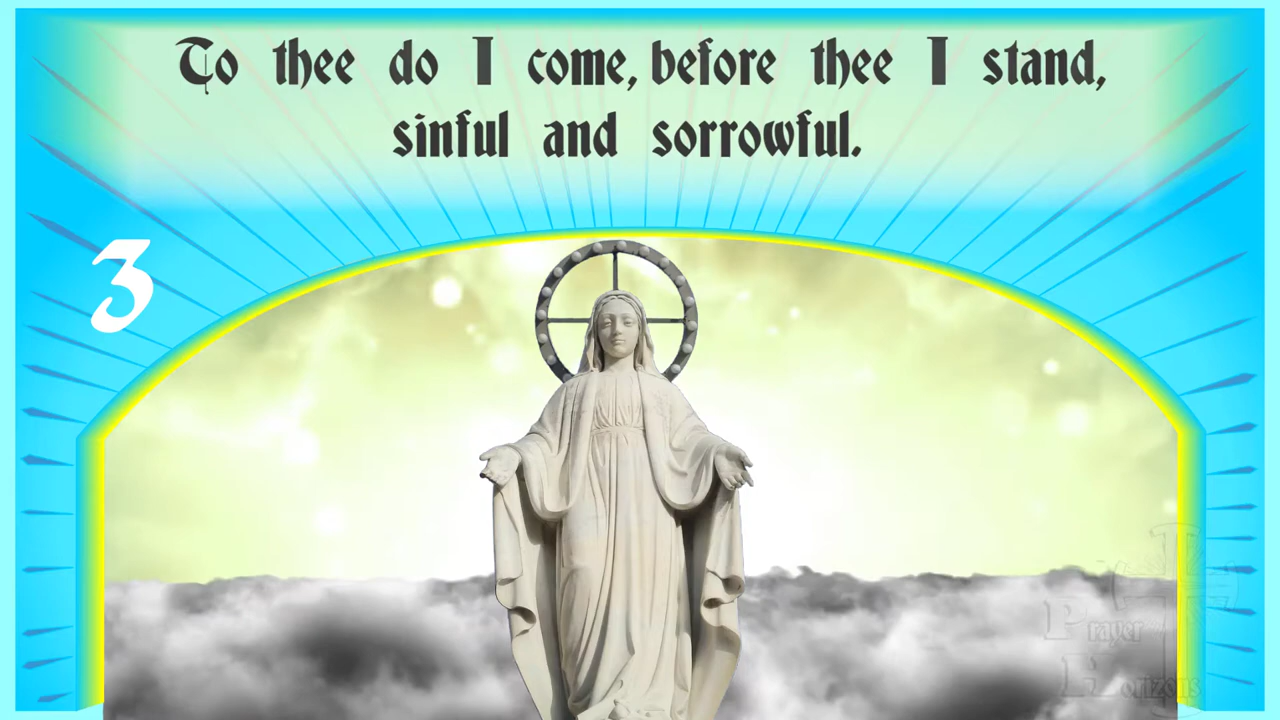 To thee do I come, before thee I stand,
sinful and sorrowful.
3
Prayer
Horizons